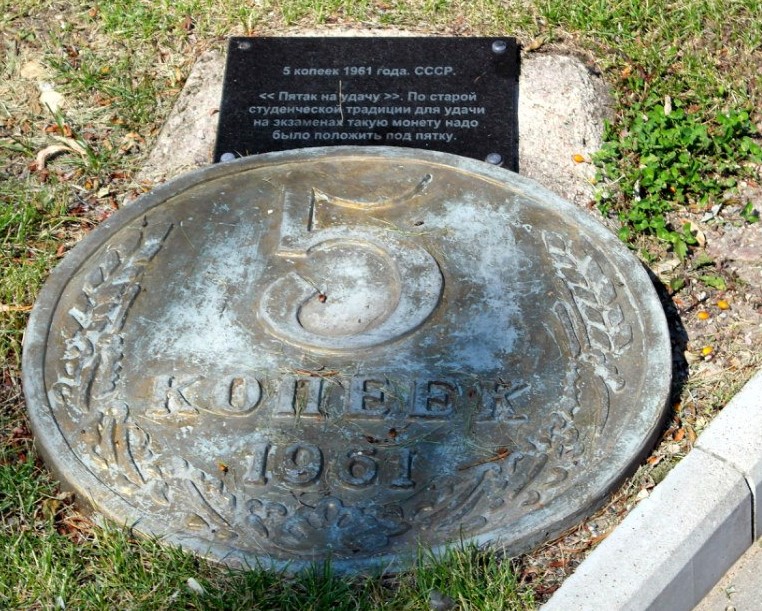 5 копеек 1961 года. СССР.
<< Пятак на удачу >>. По старой
студенческой традиции для удачи
на экзаменах такую монету надо
было положить под пятку.
5
КОПЕЕК
1961